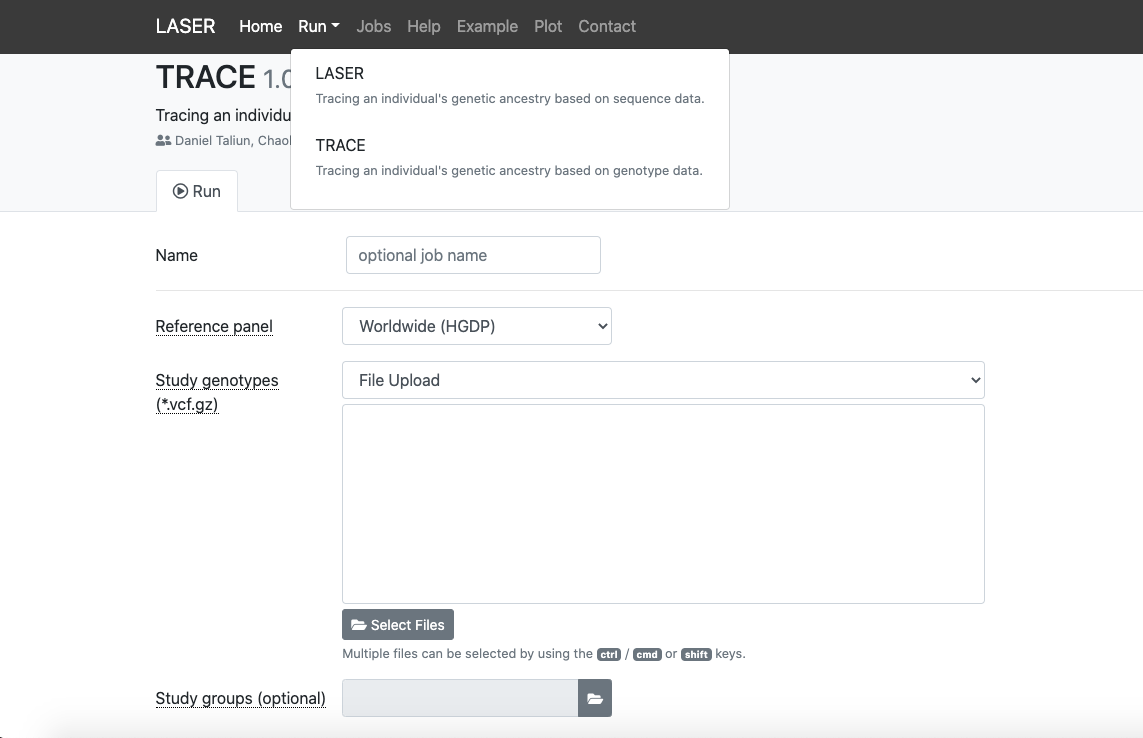 LASER Home Run Jobs Help Example Plot Contact
LASER
Tracing an individual's genetic ancestry based on sequence data.
TRACE
Tracing an individual's genetic ancestry based on genotype data.
TRACE 1.0
Tracing an individu
Daniel Taliun, Chaol
Run
Name optional job name
Reference panel Worldwide (HGDP)
Study genotypes File Upload
(*.vcf.gz)
Select Files
Multiple files can be selected by using the ctrl / cmd or shift keys.
Study groups (optional)